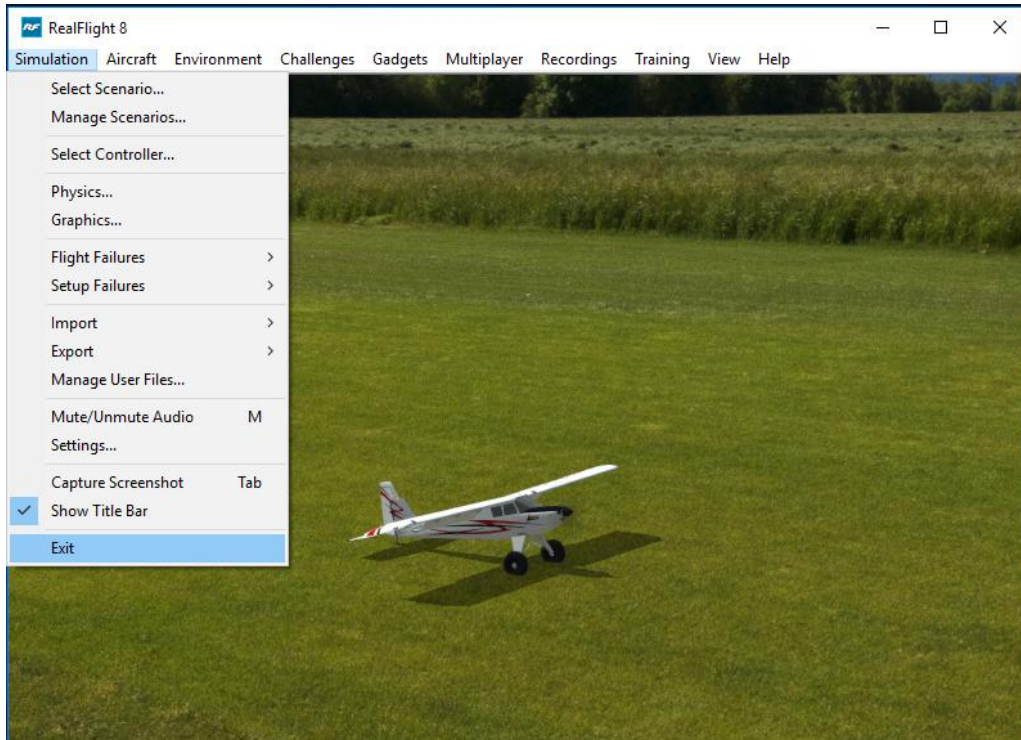 RF RealFlight 8
Simulation Aircraft Environment Challenges Gadgets Multiplayer Recordings Training View Help
Select Scenario...
Manage Scenarios...
Select Controller...
Physics...
Graphics...
Flight Failures
Setup Failures
Import
Export
Manage User Files...
Mute/Unmute Audio M
Settings...
Capture Screenshot Tab
Show Title Bar
Exit